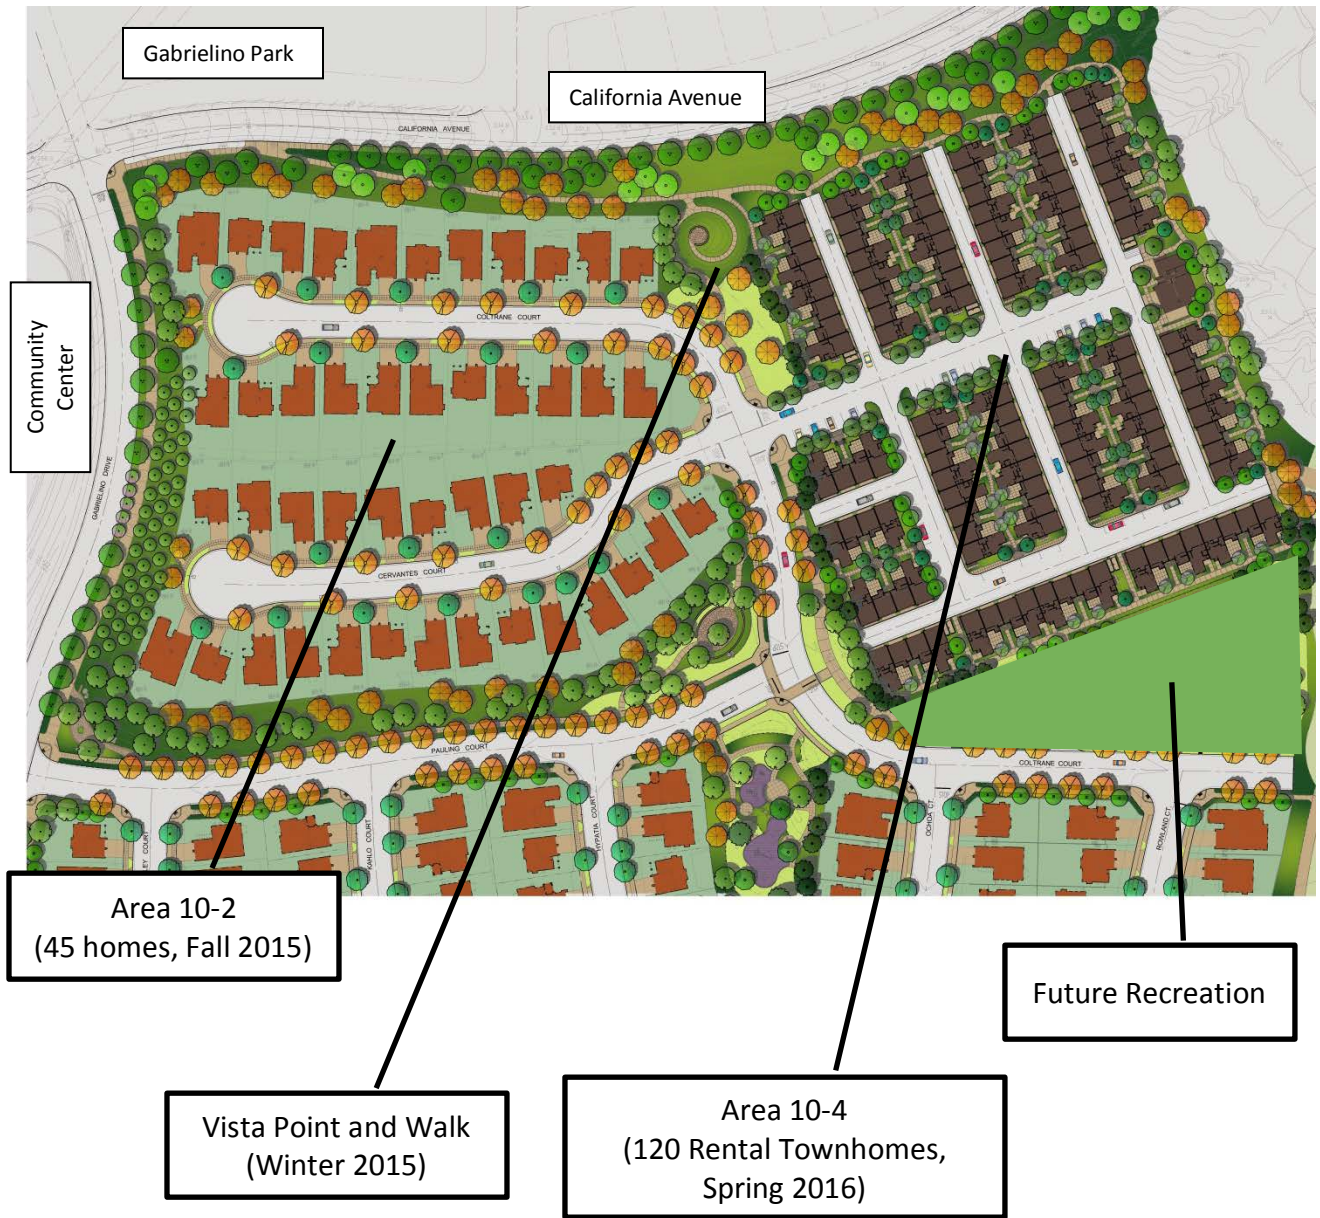 Gabrielino Park
California Avenue
CALIFORNIA AVENUE
Community
Center
GABRIELINO DRIVE
COLTRANE COURT
CERVANTES COURT
PAULING COURT
COLTRANE COURT
KAHLO COURT
HYPATIA COURT
OCHOA CT.
ROWLAND CT.
Area 10-2
(45 homes, Fall 2015)
Future Recreation
Vista Point and Walk
(Winter 2015)
Area 10-4
(120 Rental Townhomes,
Spring 2016)